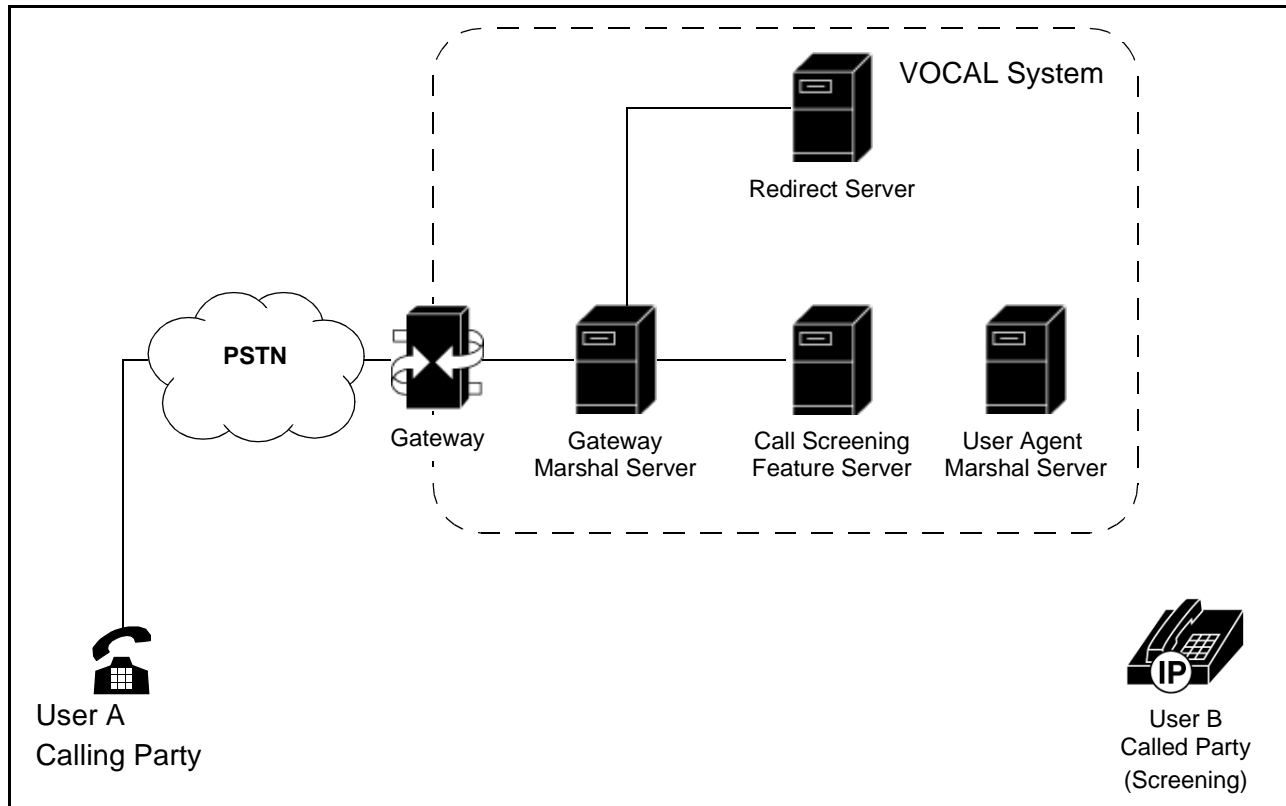 VOCAL System
Redirect Server
PSTN
Gateway
Gateway
Marshal Server
Call Screening
Feature Server
User Agent
Marshal Server
User A
Calling Party
IP
User B
Called Party
(Screening)